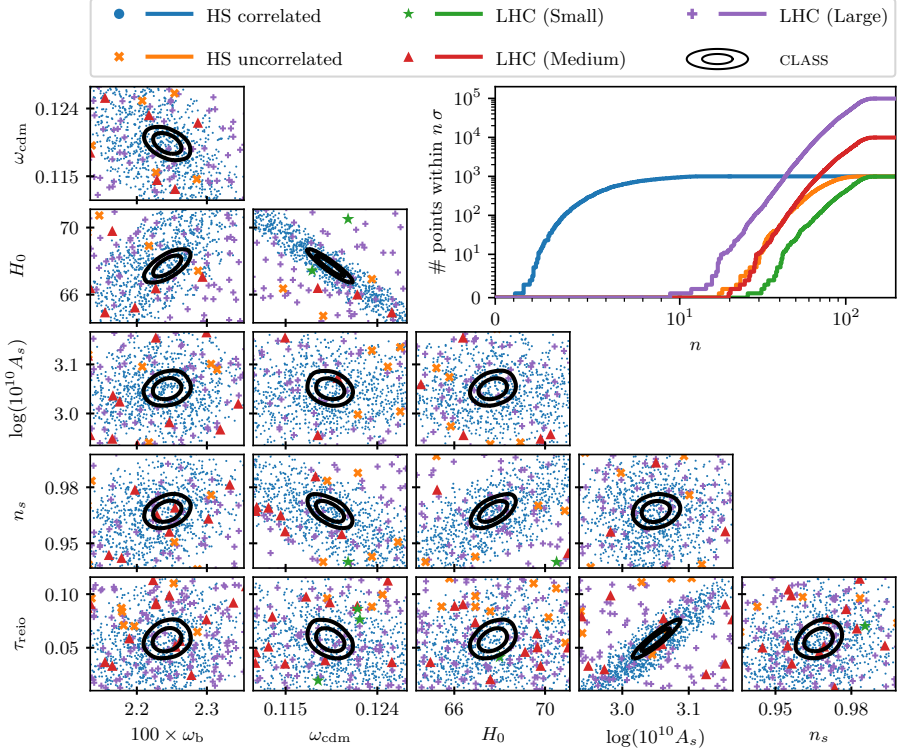 HS correlated LHC (Small) LHC (Large)
HS uncorrelated LHC (Medium) CLASS
ω_cdm
0.124
0.115
# points within n σ
10^5
10^4
10^3
10^2
10^1
0
0 10^1 10^2
n
H_0
70
66
log(10^10 A_s)
3.1
3.0
n_s
0.98
0.95
τ_reio
0.10
0.05
2.2 2.3 0.115 0.124 66 70 3.0 3.1 0.95 0.98
100 × ω_b ω_cdm H_0 log(10^10 A_s) n_s